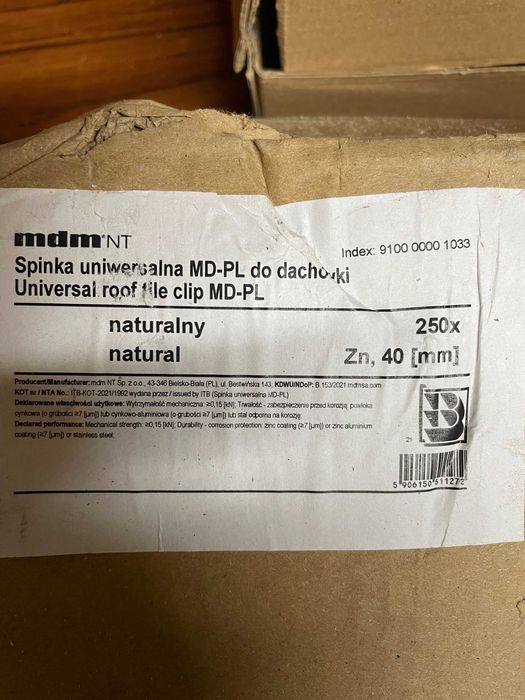 mdm®NT
Index: 9100 0000 1033
Spinka uniwersalna MD-PL do dachówki
Universal roof tile clip MD-PL
naturalny 250x
natural Zn, 40 [mm]
Producent/Manufacturer: mdm NT Sp. z o.o., 43-346 Bielsko-Biała (PL), ul. Bestwińska 143, KDWU/NDoP: B.153/2021 mdmsa.com
KOT nr / NTA No.: ITB-KOT-2021/1992 wydana przez / issued by ITB (Spinka uniwersalna MD-PL)
Deklarowane właściwości użytkowe: Wytrzymałość mechaniczna: ≥0,15 [kN]; Trwałość - zabezpieczenie przed korozją: powłoka
cynkowa (o grubości ≥7 [µm]) lub cynkowo-aluminiowa (o grubości ≥7 [µm]) lub stal odporna na korozję;
Declared performance: Mechanical strength: ≥0,15 [kN]; Durability - corrosion protection: zinc coating (≥7 [µm]) or zinc aluminium
coating (≥7 [µm]) or stainless steel;
21
5 906150 511272